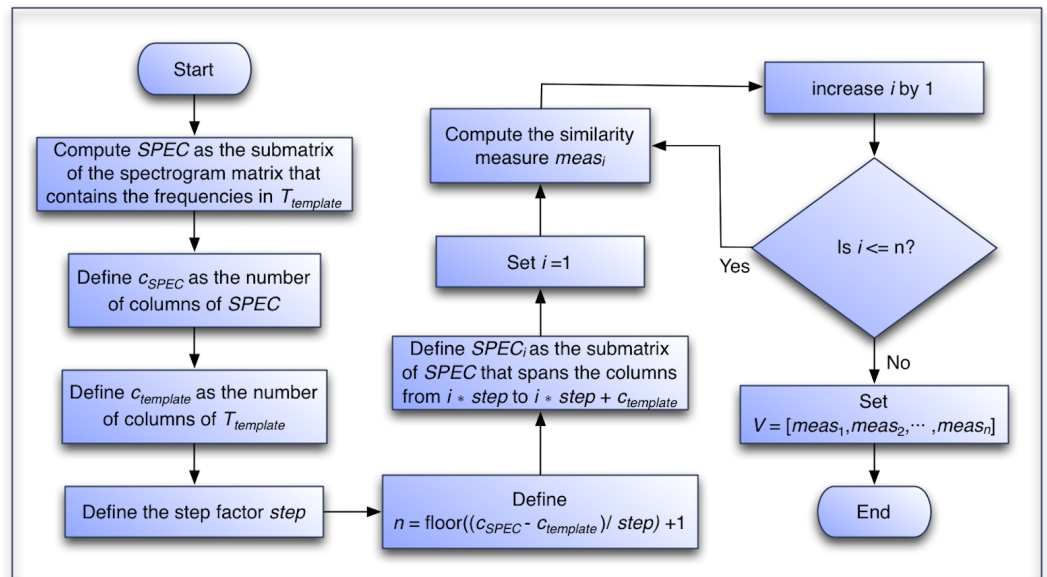 Start
Compute SPEC as the submatrix
of the spectrogram matrix that
contains the frequencies in Ttemplate
Define cSPEC as the number
of columns of SPEC
Define ctemplate as the number
of columns of Ttemplate
Define the step factor step
Define
n = floor((cSPEC - ctemplate )/ step) +1
Define SPECi as the submatrix
of SPEC that spans the columns
from i * step to i * step + ctemplate
Set i =1
Compute the similarity
measure measi
increase i by 1
Is i <= n?
Yes
No
Set
V = [meas1,meas2,··· ,measn]
End